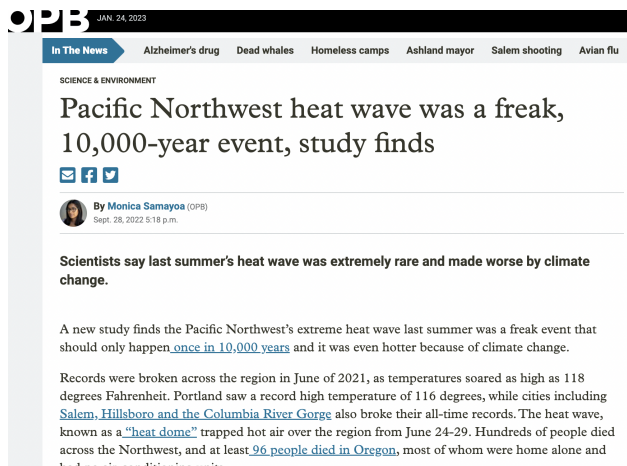 OPB JAN. 24, 2023
In The News Alzheimer's drug Dead whales Homeless camps Ashland mayor Salem shooting Avian flu
SCIENCE & ENVIRONMENT
Pacific Northwest heat wave was a freak,
10,000-year event, study finds
By Monica Samayoa (OPB)
Sept. 28, 2022 5:18 p.m.
Scientists say last summer's heat wave was extremely rare and made worse by climate
change.
A new study finds the Pacific Northwest's extreme heat wave last summer was a freak event that
should only happen once in 10,000 years and it was even hotter because of climate change.
Records were broken across the region in June of 2021, as temperatures soared as high as 118
degrees Fahrenheit. Portland saw a record high temperature of 116 degrees, while cities including
Salem, Hillsboro and the Columbia River Gorge also broke their all-time records. The heat wave,
known as a “heat dome” trapped hot air over the region from June 24-29. Hundreds of people died
across the Northwest, and at least 96 people died in Oregon, most of whom were home alone and
had no air conditioning units